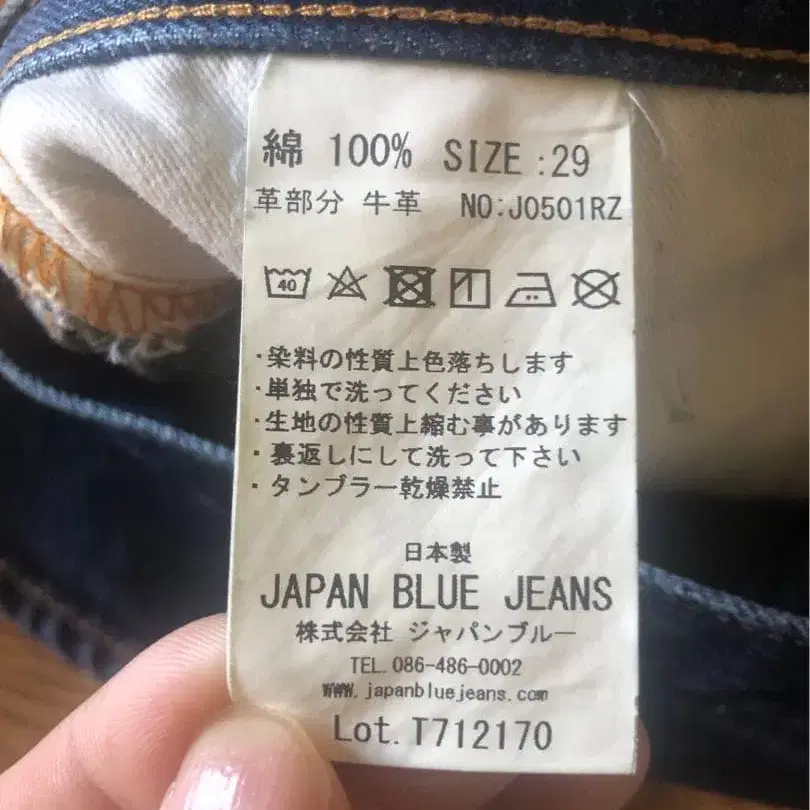 綿 100% SIZE :29
革部分 牛革 NO:J0501RZ
40
・染料の性質上色落ちします
・単独で洗ってください
・生地の性質上縮む事があります
・裏返しにして洗って下さい
・タンブラー乾燥禁止
日本製
JAPAN BLUE JEANS
株式会社 ジャパンブルー
TEL.086-486-0002
www.japanbluejeans.com
Lot.T712170